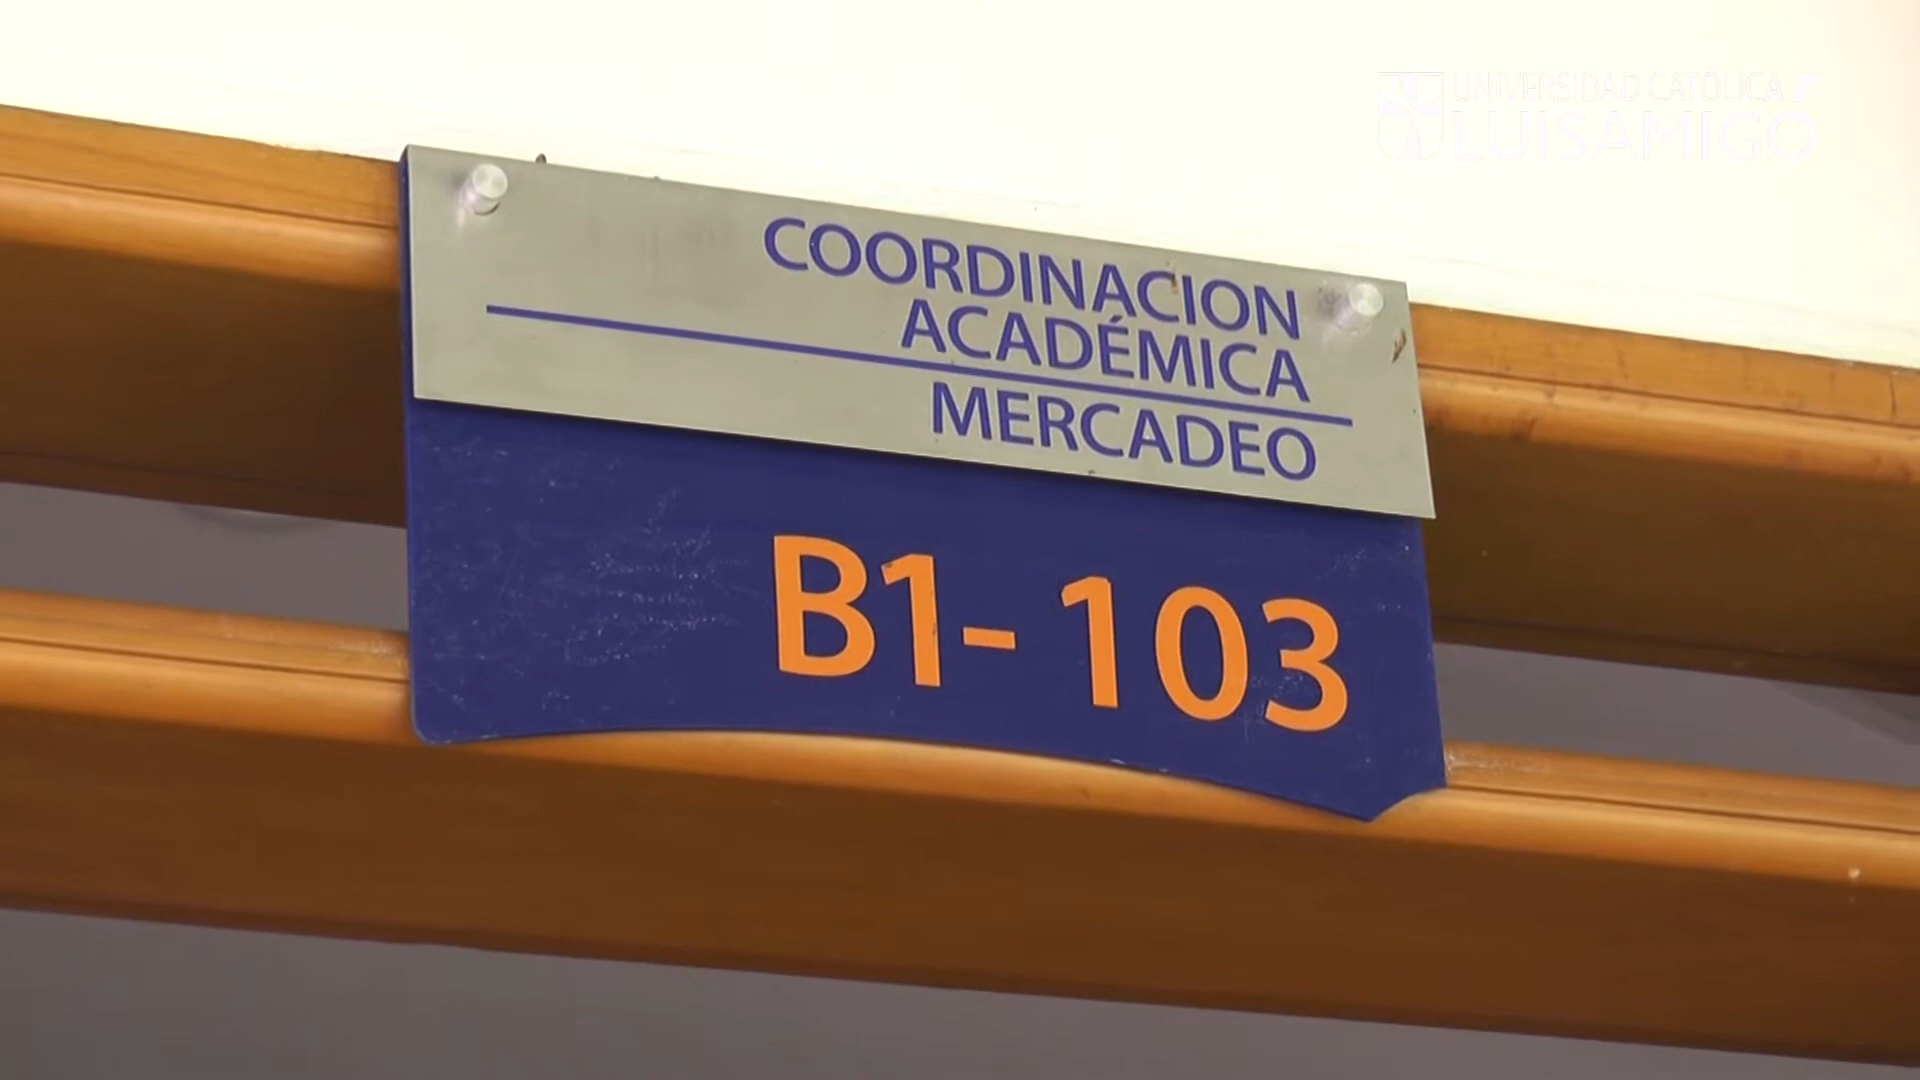 UNIVERSIDAD CATÓLICA
LUIS AMIGÓ
COORDINACION
ACADÉMICA
MERCADEO
B1- 103